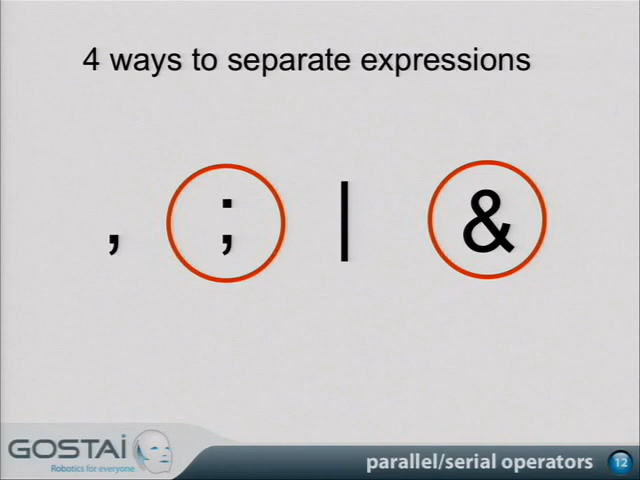 4 ways to separate expressions
, ; | &
GOSTAI
Robotics for everyone
parallel/serial operators 12